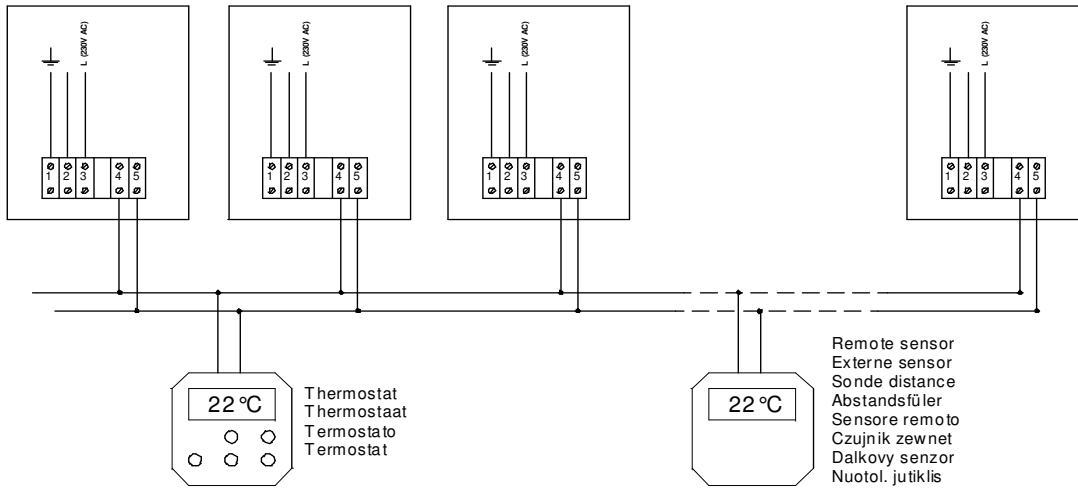 L (230V AC)
L (230V AC)
L (230V AC)
L (230V AC)
1 2 3 4 5
1 2 3 4 5
1 2 3 4 5
1 2 3 4 5
22 °C
Thermostat
Thermostaat
Termostato
Termostat
22 °C
Remote sensor
Externe sensor
Sonde distance
Abstandsfüler
Sensore remoto
Czujnik zewnet
Dalkovy senzor
Nuotol. jutiklis